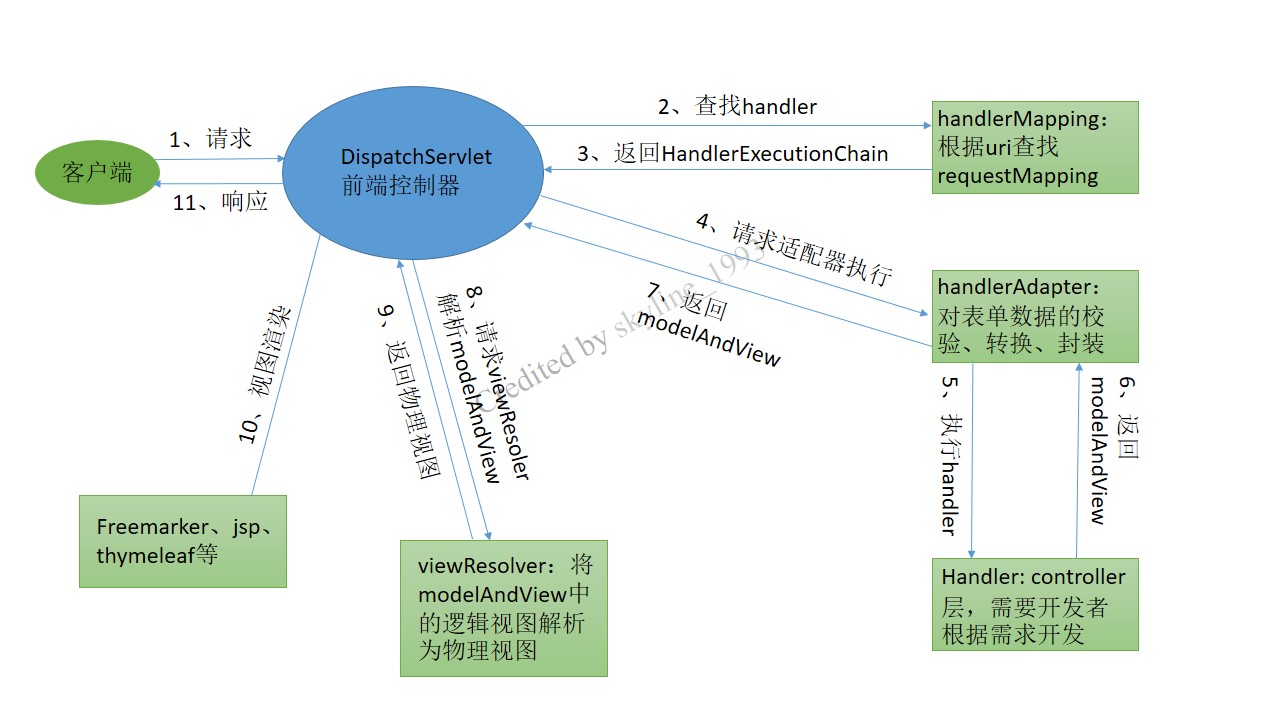 1、请求
2、查找handler
handlerMapping：
根据uri查找
requestMapping
客户端
DispatchServlet
前端控制器
3、返回HandlerExecutionChain
11、响应
4、请求适配器执行
7、返回
modelAndView
handlerAdapter：
对表单数据的校
验、转换、封装
8、请求viewResoler
解析modelAndView
9、返回物理视图
10、视图渲染
Credited by skyline_1993
5、执行handler
6、返回
modelAndView
Freemarker、jsp、
thymeleaf等
viewResolver：将
modelAndView中
的逻辑视图解析
为物理视图
Handler: controller
层，需要开发者
根据需求开发